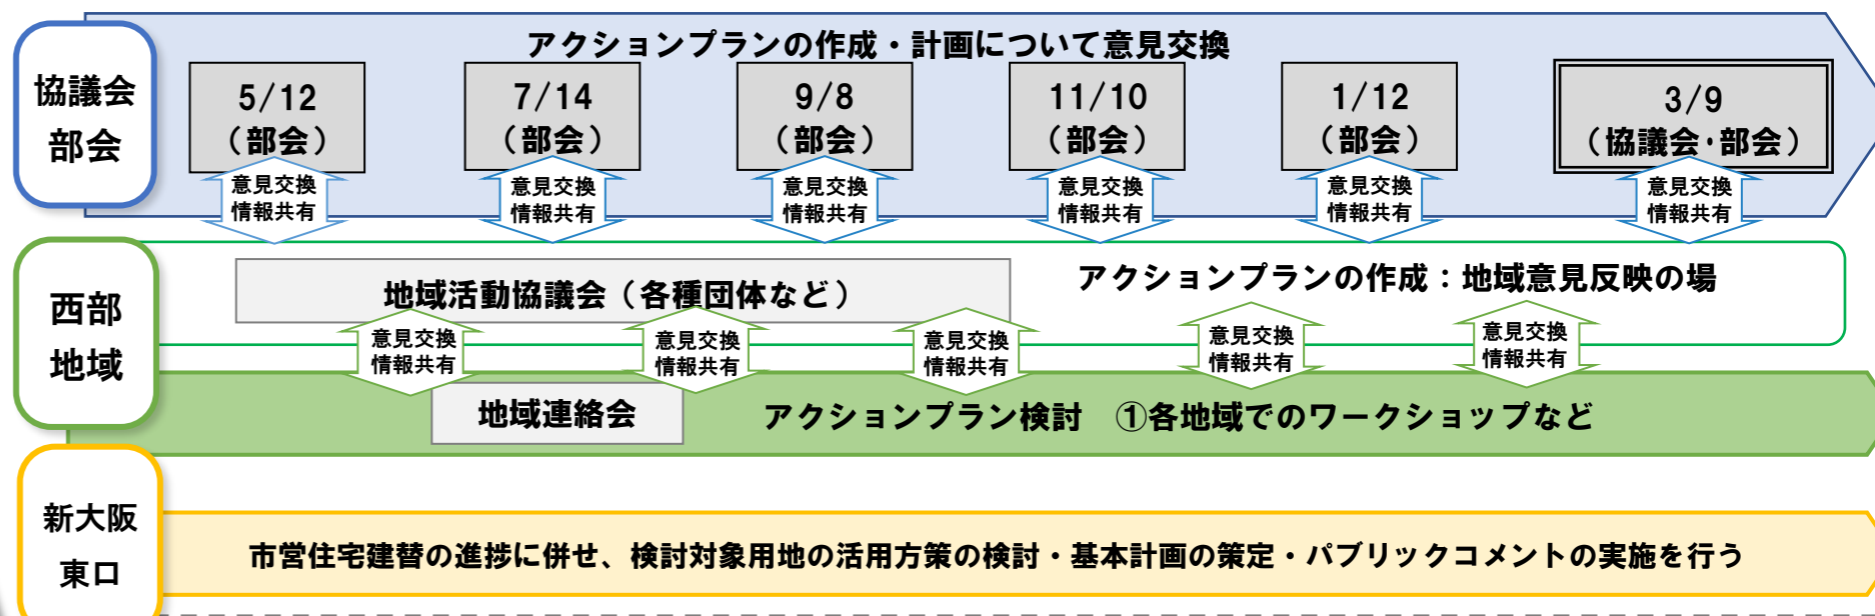 アクションプランの作成・計画について意見交換
協議会
部会
5/12
（部会）
7/14
（部会）
9/8
（部会）
11/10
（部会）
1/12
（部会）
3/9
（協議会・部会）
意見交換
情報共有
意見交換
情報共有
意見交換
情報共有
意見交換
情報共有
意見交換
情報共有
意見交換
情報共有
西部
地域
地域活動協議会（各種団体など）
アクションプランの作成：地域意見反映の場
意見交換
情報共有
意見交換
情報共有
意見交換
情報共有
意見交換
情報共有
意見交換
情報共有
地域連絡会
アクションプラン検討　①各地域でのワークショップなど
新大阪
東口
市営住宅建替の進捗に併せ、検討対象用地の活用方策の検討・基本計画の策定・パブリックコメントの実施を行う